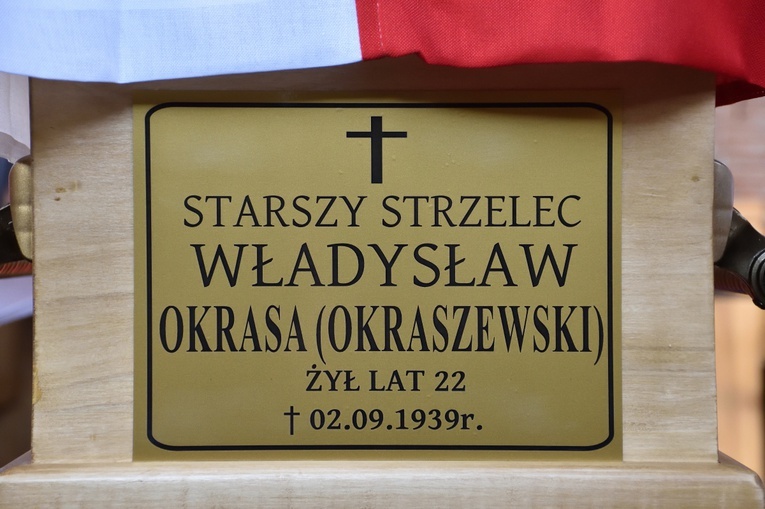 STARSZY STRZELEC
WŁADYSŁAW
OKRASA (OKRASZEWSKI)
ŻYŁ LAT 22
† 02.09.1939r.